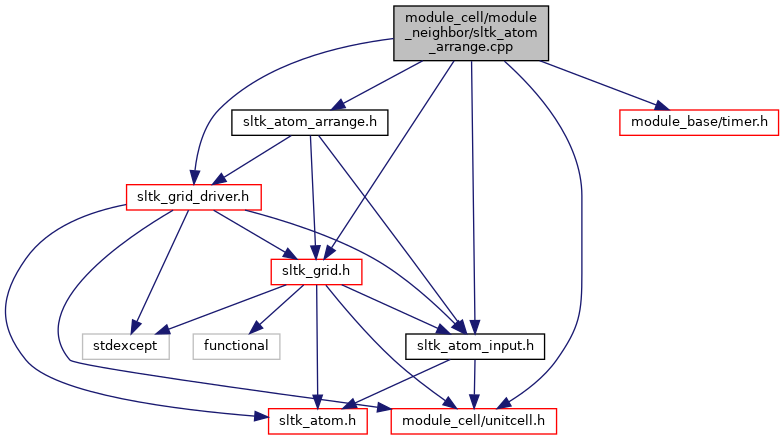 module_cell/module
_neighbor/sltk_atom
_arrange.cpp
sltk_atom_arrange.h
module_base/timer.h
sltk_grid_driver.h
sltk_grid.h
stdexcept
functional
sltk_atom_input.h
sltk_atom.h
module_cell/unitcell.h